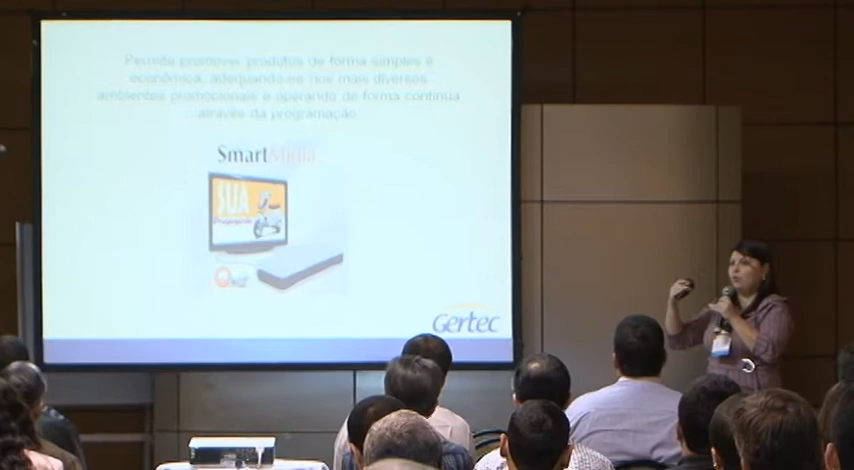 Permite promover produtos de forma simples e
econômica, adequando-se nos mais diversos
ambientes promocionais e operando de forma contínua
através da programação.
SmartMídia
SUA
Gertec